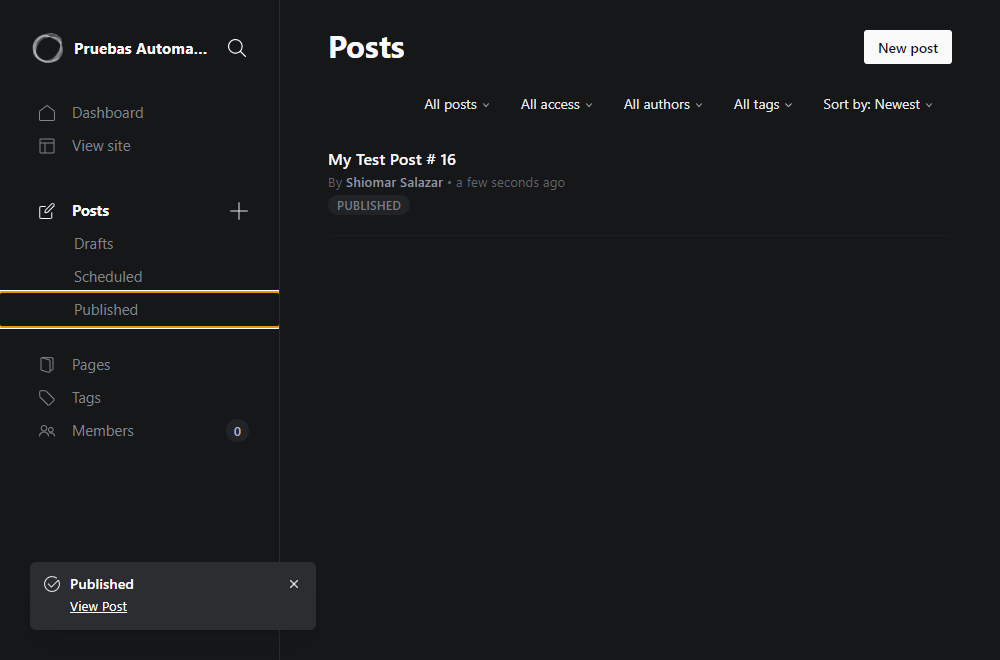 Pruebas Automa...
Dashboard
View site
Posts
Drafts
Scheduled
Published
Pages
Tags
Members 0
Published
View Post
Posts
New post
All posts All access All authors All tags Sort by: Newest
My Test Post # 16
By Shiomar Salazar • a few seconds ago
PUBLISHED